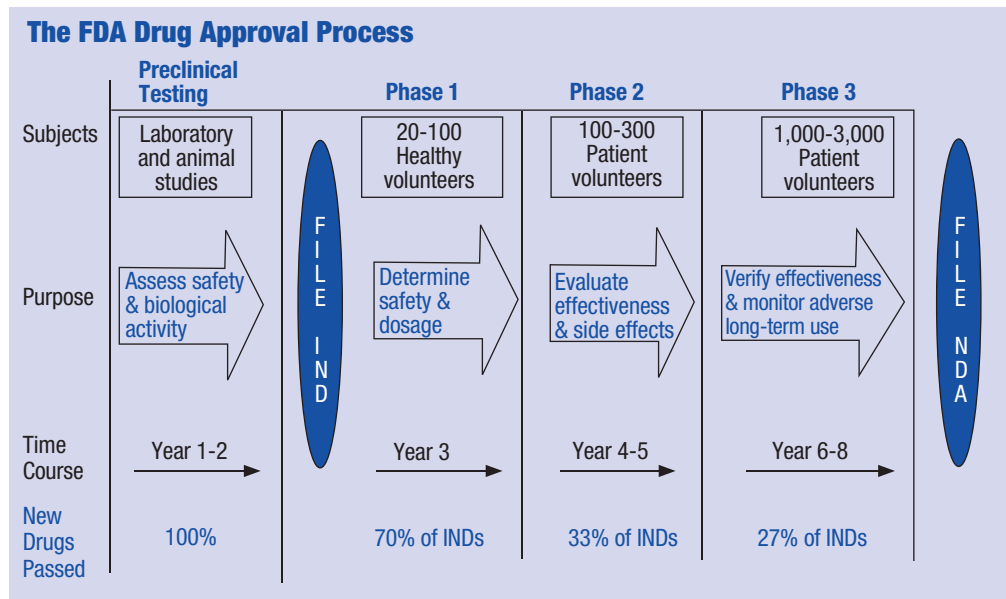 The FDA Drug Approval Process
Preclinical
Testing
Phase 1
Phase 2
Phase 3
Subjects
Laboratory
and animal
studies
20-100
Healthy
volunteers
100-300
Patient
volunteers
1,000-3,000
Patient
volunteers
Purpose
Assess safety
& biological
activity
FILE IND
Determine
safety &
dosage
Evaluate
effectiveness
& side effects
Verify effectiveness
& monitor adverse
long-term use
FILE NDA
Time
Course
Year 1-2
Year 3
Year 4-5
Year 6-8
New
Drugs
Passed
100%
70% of INDs
33% of INDs
27% of INDs